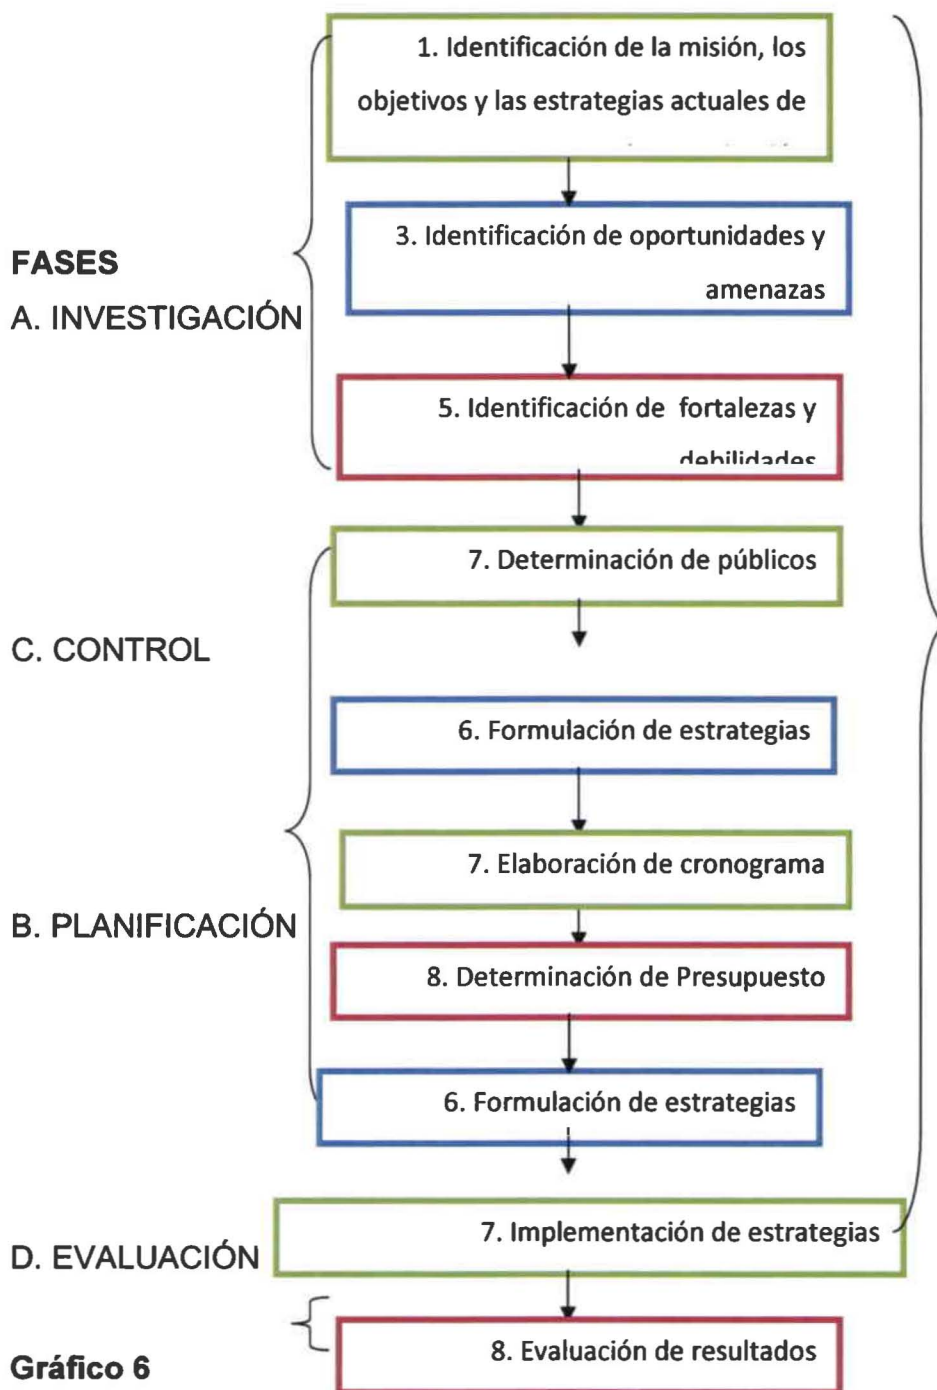 1. Identificación de la misión, los
objetivos y las estrategias actuales de
3. Identificación de oportunidades y
amenazas
FASES
A. INVESTIGACIÓN
5. Identificación de fortalezas y
debilidades
7. Determinación de públicos
C. CONTROL
6. Formulación de estrategias
7. Elaboración de cronograma
B. PLANIFICACIÓN
8. Determinación de Presupuesto
6. Formulación de estrategias
7. Implementación de estrategias
D. EVALUACIÓN
8. Evaluación de resultados
Gráfico 6